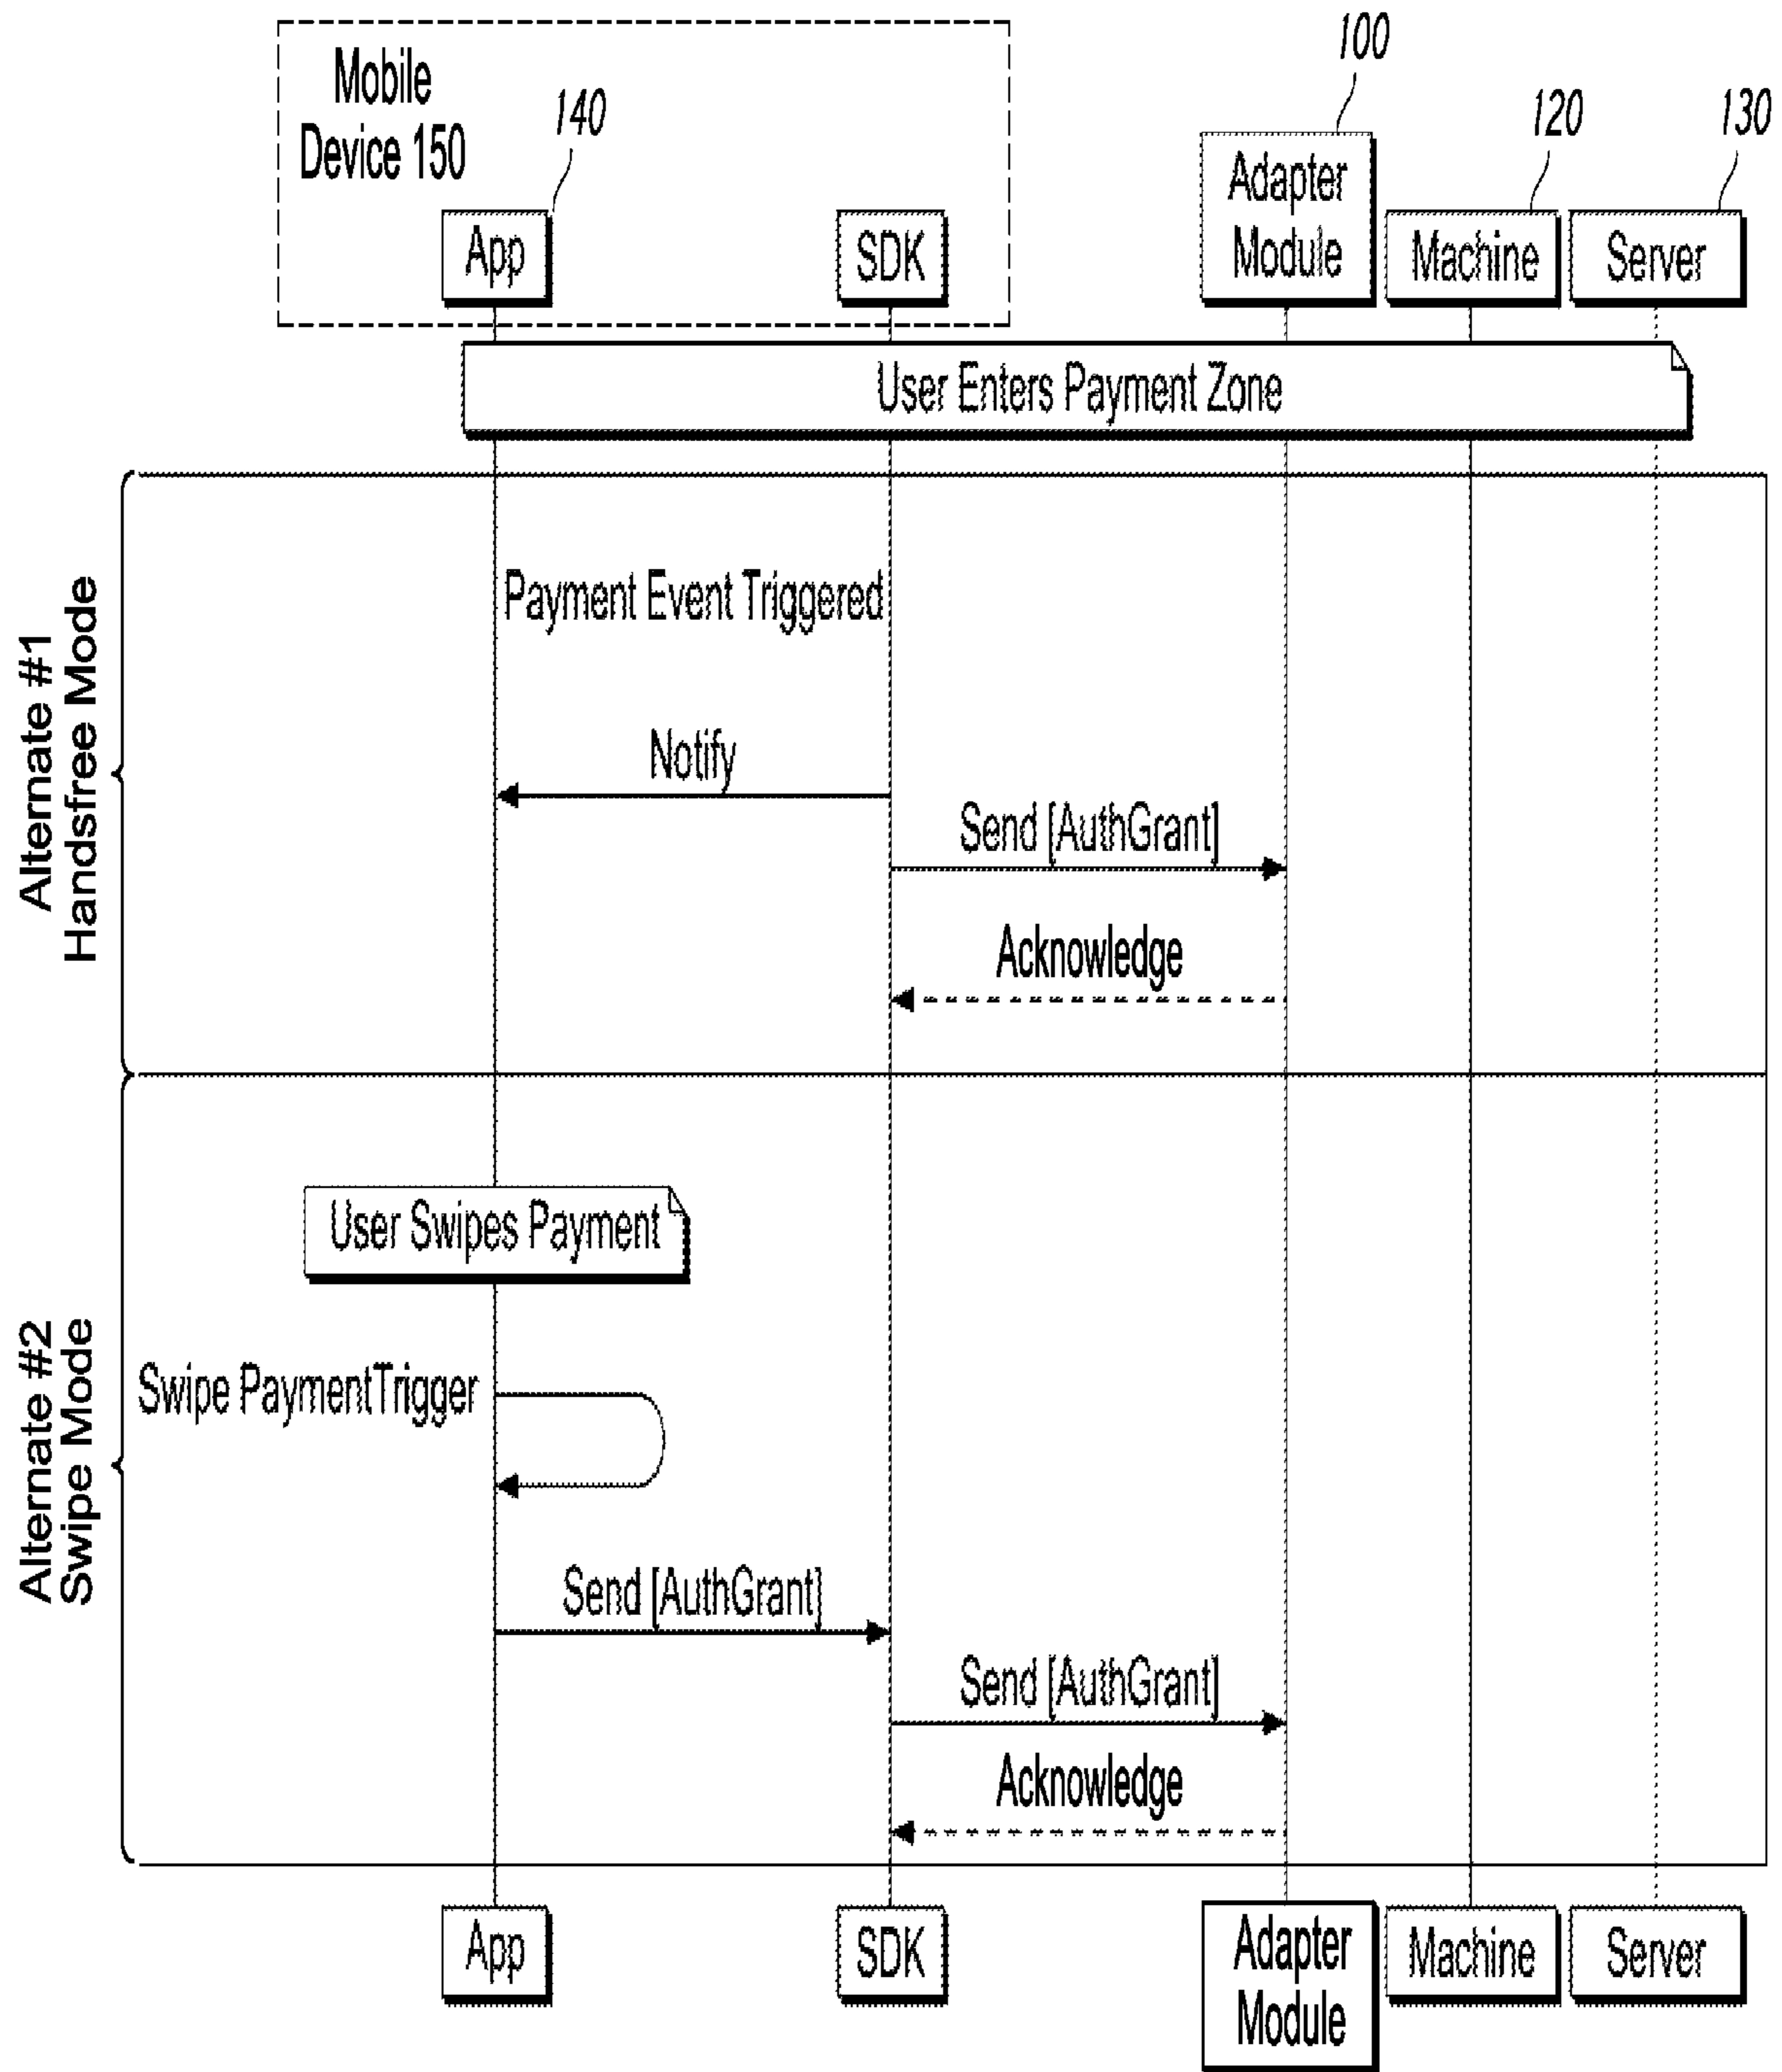 Mobile
Device 150
140
100
120
130
App
SDK
Adapter
Module
Machine
Server
User Enters Payment Zone
Alternate #1
Handsfree Mode
Payment Event Triggered
Notify
Send [AuthGrant]
Acknowledge
Alternate #2
Swipe Mode
User Swipes Payment
Swipe PaymentTrigger
Send [AuthGrant]
Send [AuthGrant]
Acknowledge
App
SDK
Adapter
Module
Machine
Server